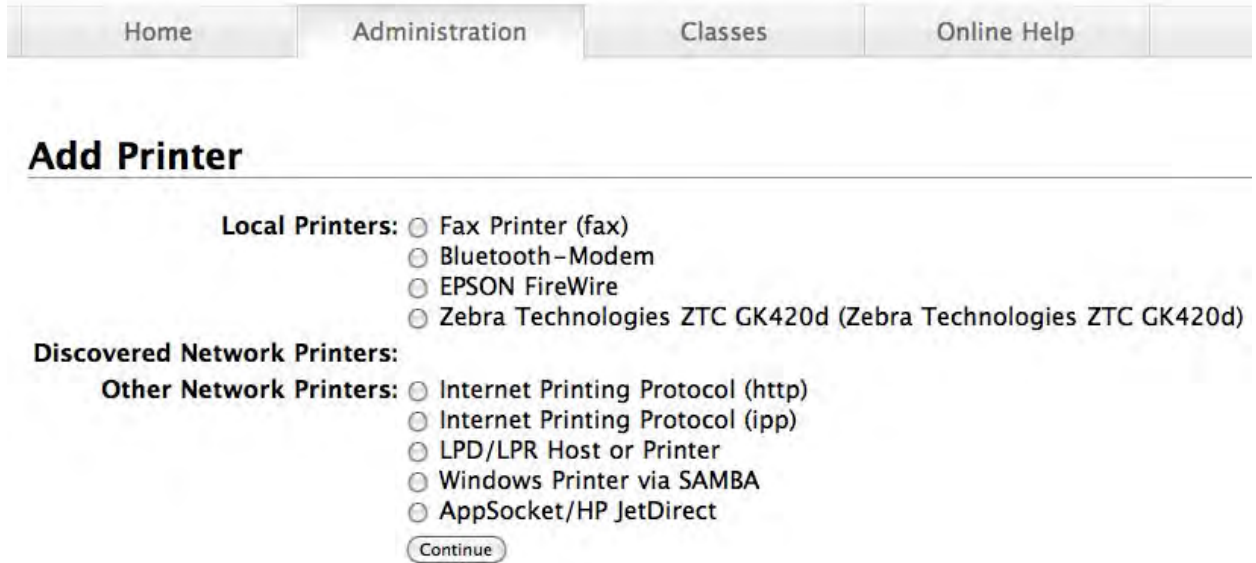 Home Administration Classes Online Help
Add Printer
Local Printers: Fax Printer (fax)
Bluetooth-Modem
EPSON FireWire
Zebra Technologies ZTC GK420d (Zebra Technologies ZTC GK420d)
Discovered Network Printers:
Other Network Printers: Internet Printing Protocol (http)
Internet Printing Protocol (ipp)
LPD/LPR Host or Printer
Windows Printer via SAMBA
AppSocket/HP JetDirect
Continue